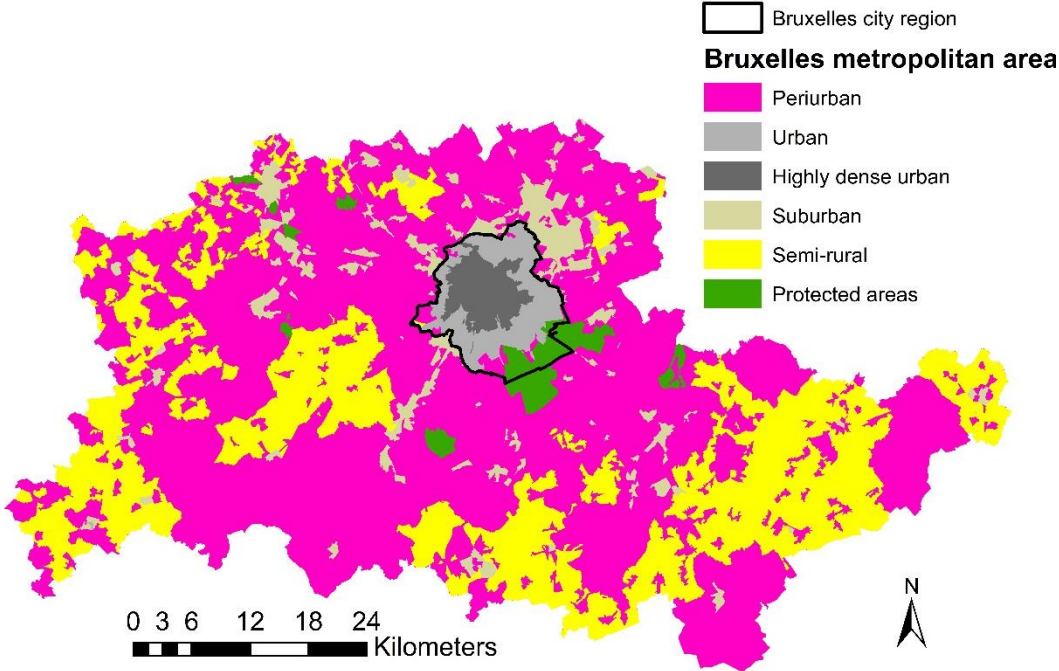 Bruxelles city region
Bruxelles metropolitan area
Periurban
Urban
Highly dense urban
Suburban
Semi-rural
Protected areas
N
0 3 6 12 18 24
Kilometers